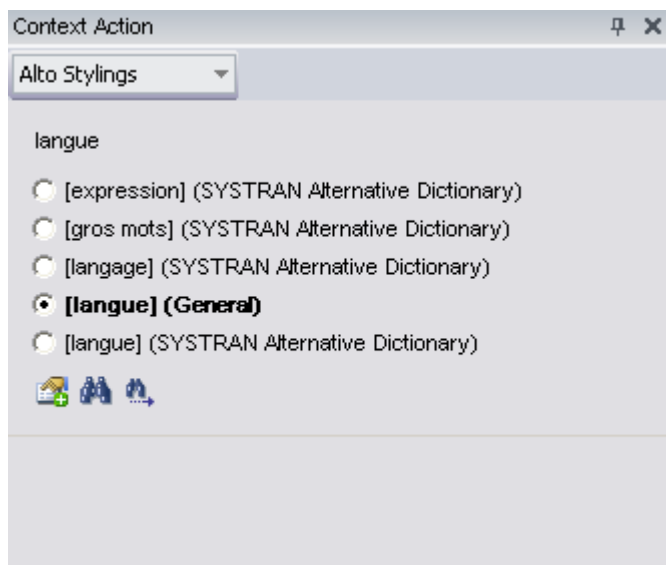 Context Action
Alto Stylings
langue
[expression] (SYSTRAN Alternative Dictionary)
[gros mots] (SYSTRAN Alternative Dictionary)
[langage] (SYSTRAN Alternative Dictionary)
[langue] (General)
[langue] (SYSTRAN Alternative Dictionary)